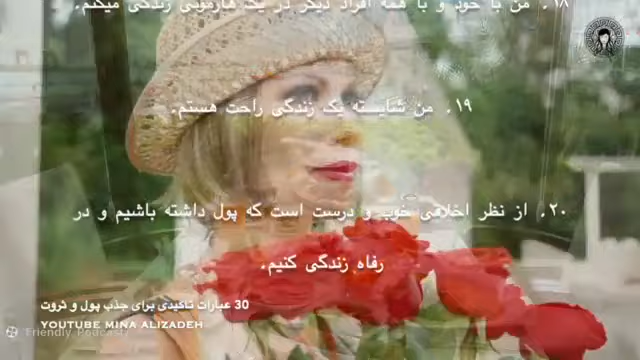 ۱۸. من با خود و با همه افراد دیگر در یک هارمونی زندگی میکنم.
۱۹. من شایسته یک زندگی راحت هستم.
۲۰. از نظر اخلاقی خوب و درست است که پول داشته باشیم و در
رفاه زندگی کنیم.
30 عبارات تاکیدی برای جذب پول و ثروت
YOUTUBE MINA ALIZADEH
Friendly Podcast